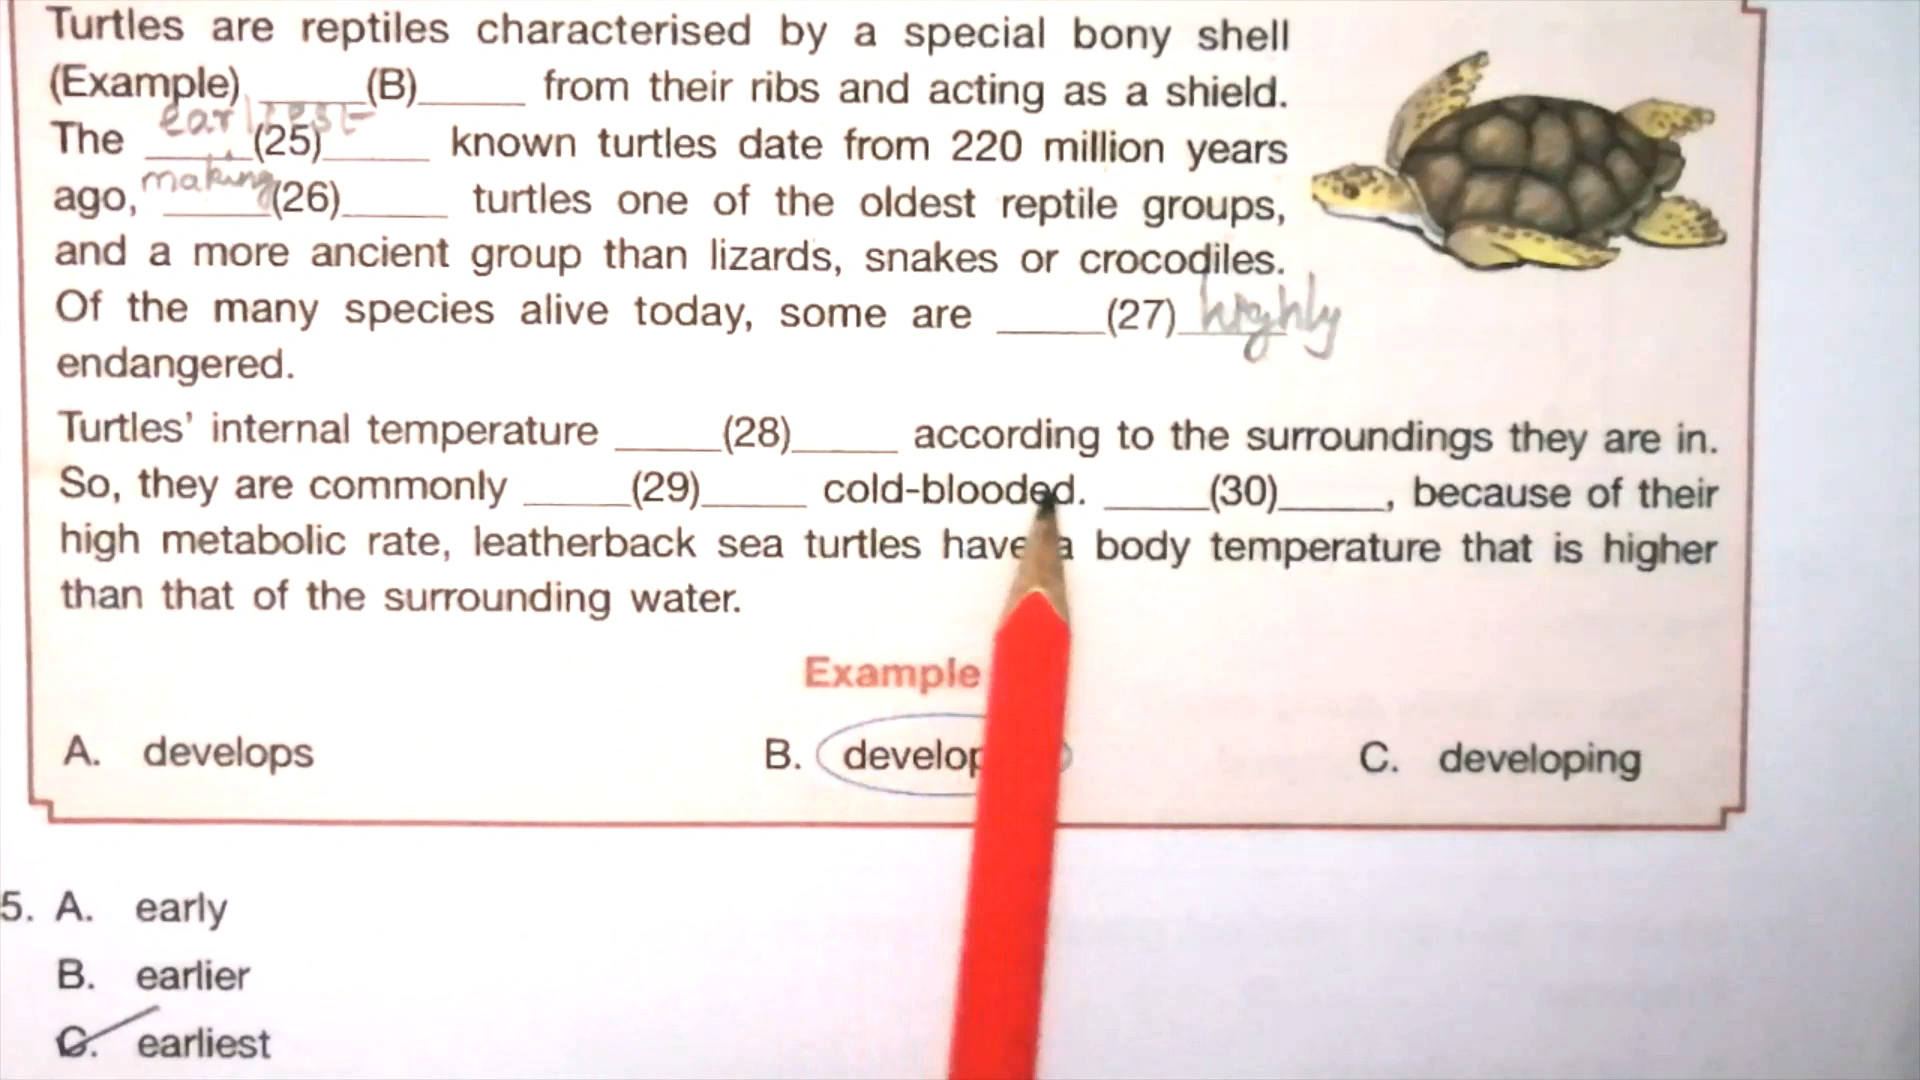 Turtles are reptiles characterised by a special bony shell
(Example) ____(B)____ from their ribs and acting as a shield.
earliest
The ____(25)____ known turtles date from 220 million years
making
ago, ____(26)____ turtles one of the oldest reptile groups,
and a more ancient group than lizards, snakes or crocodiles.
Of the many species alive today, some are ____(27)____ highly
endangered.
Turtles' internal temperature ____(28)____ according to the surroundings they are in.
So, they are commonly ____(29)____ cold-blooded. ____(30)____, because of their
high metabolic rate, leatherback sea turtles have a body temperature that is higher
than that of the surrounding water.
Example
A. develops B. develop C. developing
5. A. early
B. earlier
C. earliest